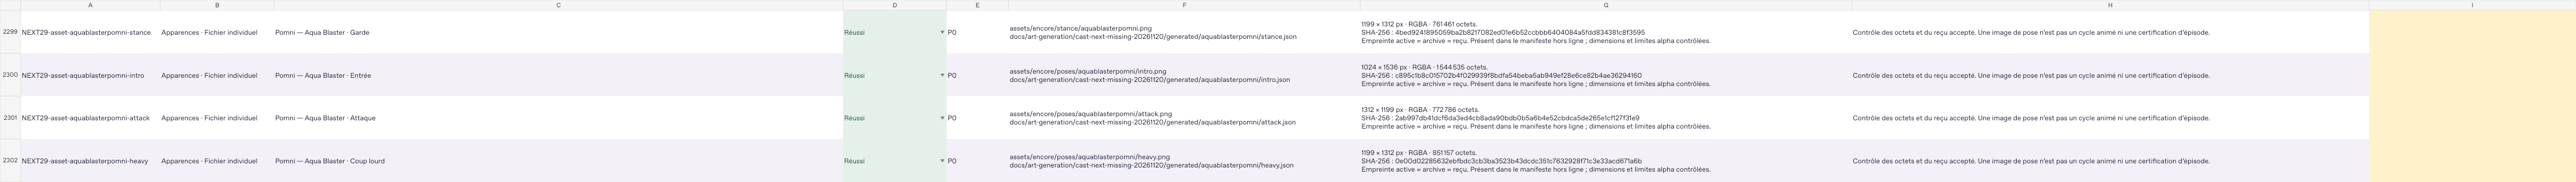 A B C D E F G H I
2299 NEXT29-asset-aquablasterpomni-stance Apparences · Fichier individuel Pomni — Aqua Blaster · Garde Réussi P0
assets/encore/stance/aquablasterpomni.png
docs/art-generation/cast-next-missing-20261120/generated/aquablasterpomni/stance.json
1199 × 1312 px · RGBA · 761461 octets.
SHA-256 : 4bed9241895059ba2b8217082ed01e6b52ccbbb6404084a5fdd834381c8f3595
Empreinte active = archive = reçu. Présent dans le manifeste hors ligne ; dimensions et limites alpha contrôlées.
Contrôle des octets et du reçu accepté. Une image de pose n'est pas un cycle animé ni une certification d'épisode.
2300 NEXT29-asset-aquablasterpomni-intro Apparences · Fichier individuel Pomni — Aqua Blaster · Entrée Réussi P0
assets/encore/poses/aquablasterpomni/intro.png
docs/art-generation/cast-next-missing-20261120/generated/aquablasterpomni/intro.json
1024 × 1536 px · RGBA · 1544535 octets.
SHA-256 : c895c1b8c015702b4f029939f8bdfa54beba5ab949ef28e6ce82b4ae36294160
Empreinte active = archive = reçu. Présent dans le manifeste hors ligne ; dimensions et limites alpha contrôlées.
Contrôle des octets et du reçu accepté. Une image de pose n'est pas un cycle animé ni une certification d'épisode.
2301 NEXT29-asset-aquablasterpomni-attack Apparences · Fichier individuel Pomni — Aqua Blaster · Attaque Réussi P0
assets/encore/poses/aquablasterpomni/attack.png
docs/art-generation/cast-next-missing-20261120/generated/aquablasterpomni/attack.json
1312 × 1199 px · RGBA · 772786 octets.
SHA-256 : 2ab997db41dcf6da3ed4cb8ada90bdb0b5a6b4e52cbdca5de265e1cf127f31e9
Empreinte active = archive = reçu. Présent dans le manifeste hors ligne ; dimensions et limites alpha contrôlées.
Contrôle des octets et du reçu accepté. Une image de pose n'est pas un cycle animé ni une certification d'épisode.
2302 NEXT29-asset-aquablasterpomni-heavy Apparences · Fichier individuel Pomni — Aqua Blaster · Coup lourd Réussi P0
assets/encore/poses/aquablasterpomni/heavy.png
docs/art-generation/cast-next-missing-20261120/generated/aquablasterpomni/heavy.json
1199 × 1312 px · RGBA · 851157 octets.
SHA-256 : 0e00d02285632ebfbdc3cb3ba3523b43dcdc351c7632928f71c3e33acd671a6b
Empreinte active = archive = reçu. Présent dans le manifeste hors ligne ; dimensions et limites alpha contrôlées.
Contrôle des octets et du reçu accepté. Une image de pose n'est pas un cycle animé ni une certification d'épisode.